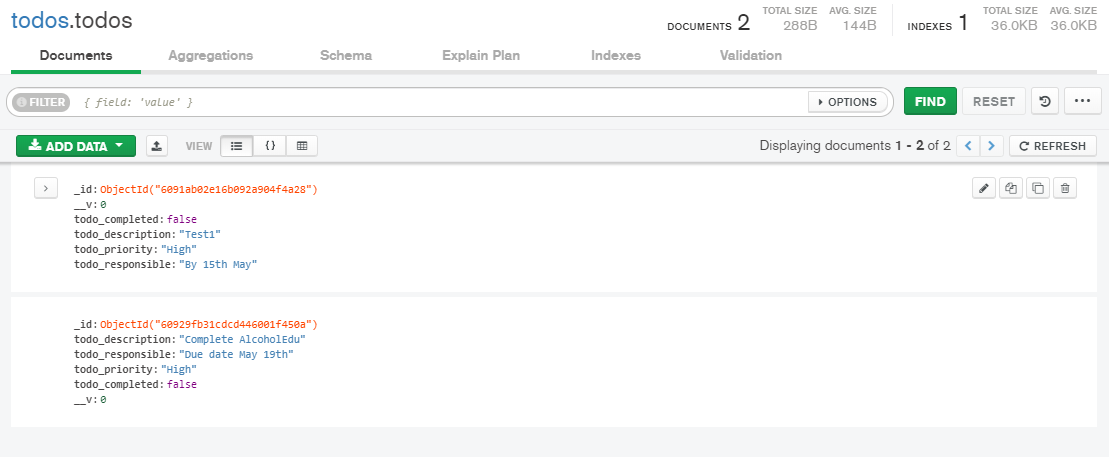 todos.todos
DOCUMENTS 2
TOTAL SIZE 288B
AVG. SIZE 144B
INDEXES 1
TOTAL SIZE 36.0KB
AVG. SIZE 36.0KB
Documents Aggregations Schema Explain Plan Indexes Validation
FILTER { field: 'value' } OPTIONS FIND RESET
ADD DATA VIEW { } Displaying documents 1 - 2 of 2 REFRESH
_id: ObjectId("6091ab02e16b092a904f4a28")
__v: 0
todo_completed: false
todo_description: "Test1"
todo_priority: "High"
todo_responsible: "By 15th May"
_id: ObjectId("60929fb31cdcd446001f450a")
todo_description: "Complete AlcoholEdu"
todo_responsible: "Due date May 19th"
todo_priority: "High"
todo_completed: false
__v: 0